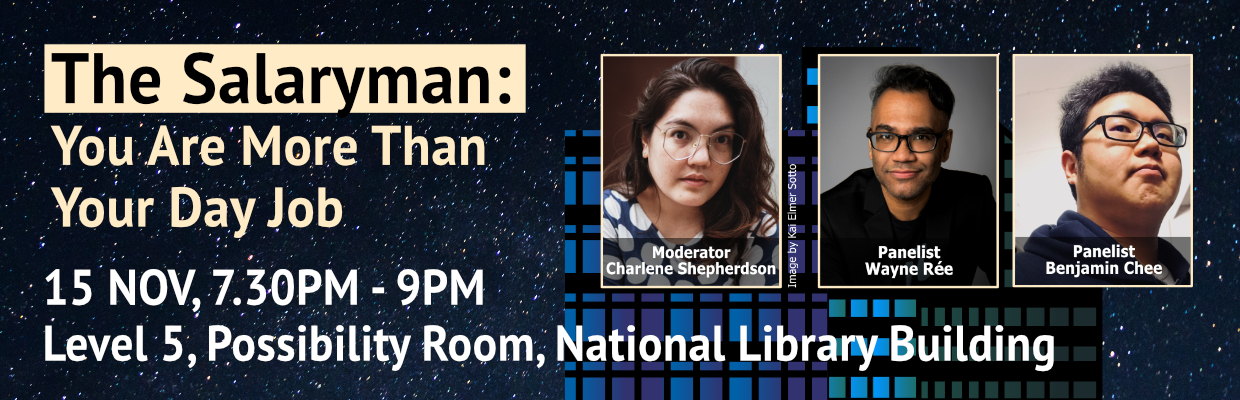 The Salaryman:
You Are More Than
Your Day Job
15 NOV, 7.30PM - 9PM
Level 5, Possibility Room, National Library Building
Moderator
Charlene Shepherdson
Image by Kai Elmer Sotto
Panelist
Wayne Rée
Panelist
Benjamin Chee